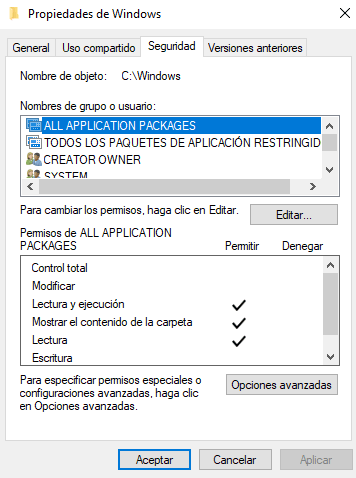 Propiedades de Windows
General
Uso compartido
Seguridad
Versiones anteriores
Nombre de objeto: C:\Windows
Nombres de grupo o usuario:
ALL APPLICATION PACKAGES
TODOS LOS PAQUETES DE APLICACIÓN RESTRINGID
CREATOR OWNER
SYSTEM
Para cambiar los permisos, haga clic en Editar.
Editar...
Permisos de ALL APPLICATION
PACKAGES
Permitir
Denegar
Control total
Modificar
Lectura y ejecución
Mostrar el contenido de la carpeta
Lectura
Escritura
Para especificar permisos especiales o
configuraciones avanzadas, haga clic
en Opciones avanzadas.
Opciones avanzadas
Aceptar
Cancelar
Aplicar